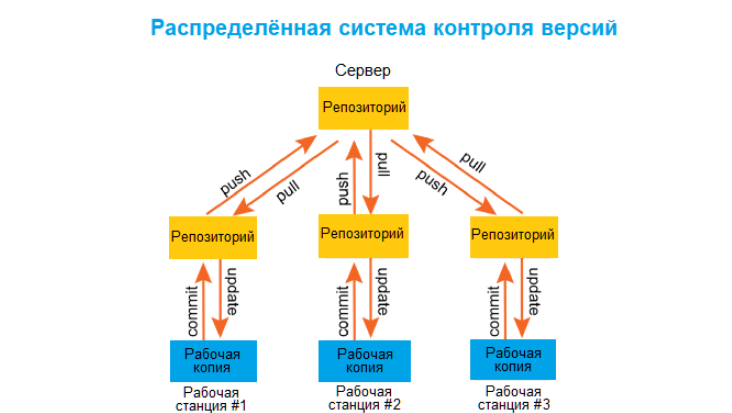 Распределённая система контроля версий
Сервер
Репозиторий
push
pull
push
pull
push
pull
Репозиторий
Репозиторий
Репозиторий
commit
update
commit
update
commit
update
Рабочая
копия
Рабочая
копия
Рабочая
копия
Рабочая
станция #1
Рабочая
станция #2
Рабочая
станция #3